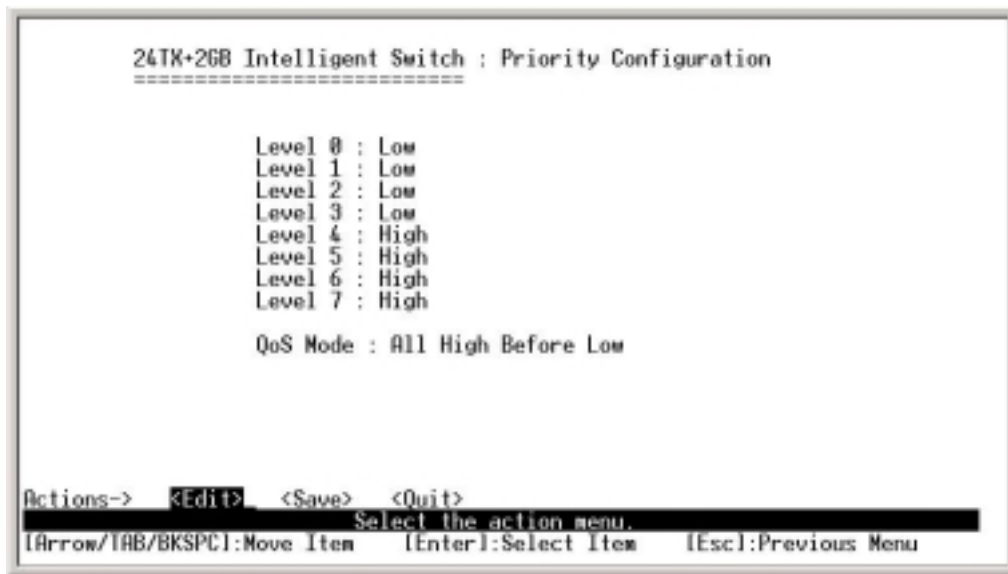 24TX+2GB Intelligent Switch : Priority Configuration
===========================
Level 0 : Low
Level 1 : Low
Level 2 : Low
Level 3 : Low
Level 4 : High
Level 5 : High
Level 6 : High
Level 7 : High
QoS Mode : All High Before Low
Actions-> <Edit> <Save> <Quit>
Select the action menu.
[Arrow/TAB/BKSPC]:Move Item [Enter]:Select Item [Esc]:Previous Menu